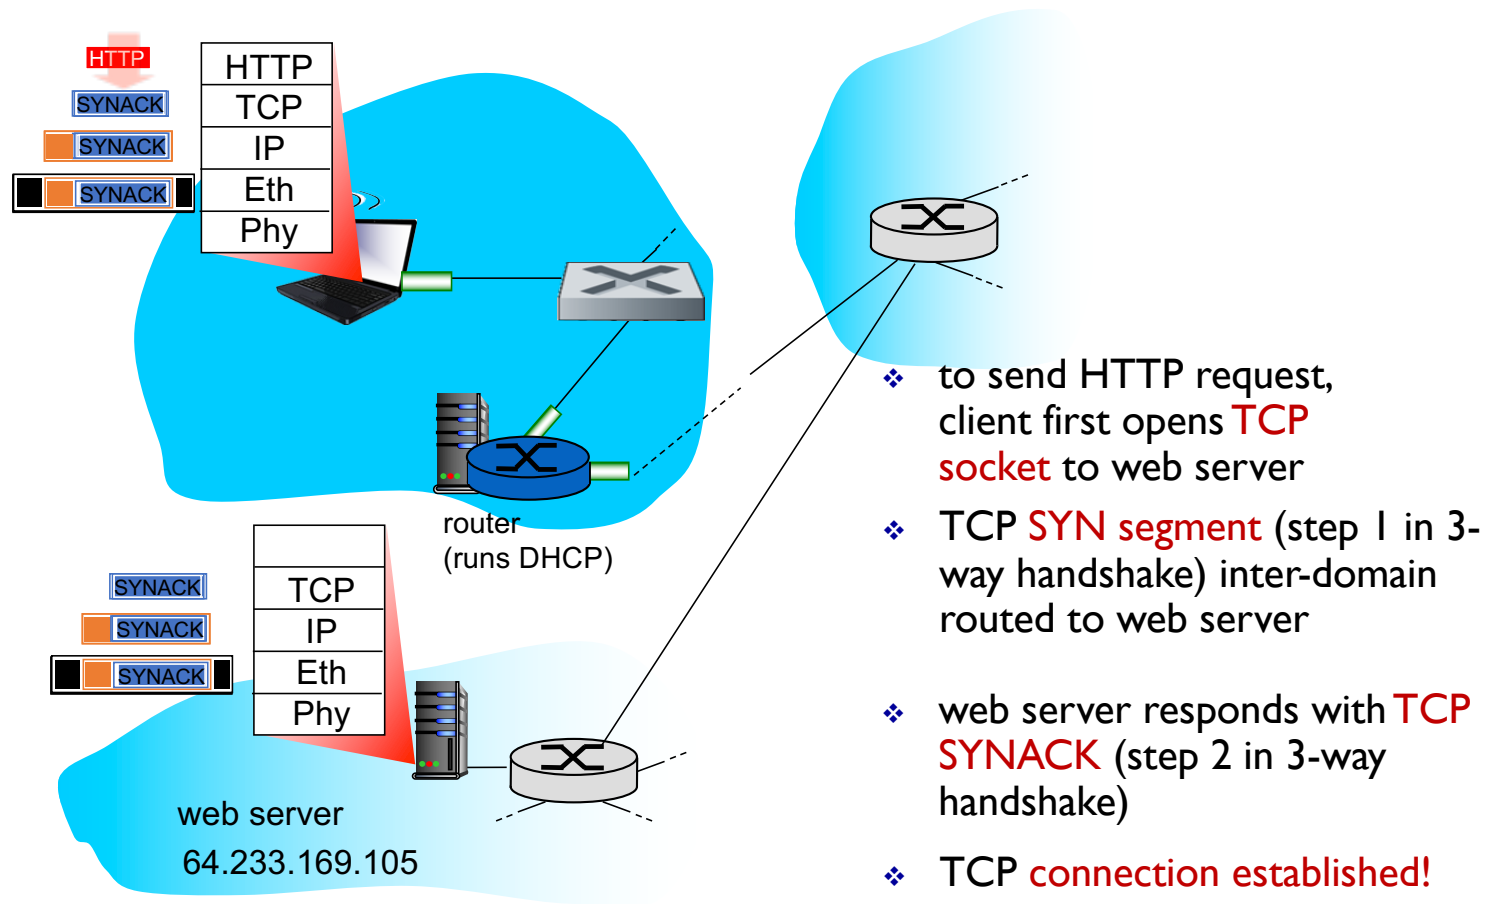 HTTP
SYNACK
SYNACK
SYNACK
HTTP
TCP
IP
Eth
Phy
router
(runs DHCP)
SYNACK
SYNACK
SYNACK
TCP
IP
Eth
Phy
web server
64.233.169.105
to send HTTP request,
client first opens TCP
socket to web server
TCP SYN segment (step 1 in 3-
way handshake) inter-domain
routed to web server
web server responds with TCP
SYNACK (step 2 in 3-way
handshake)
TCP connection established!